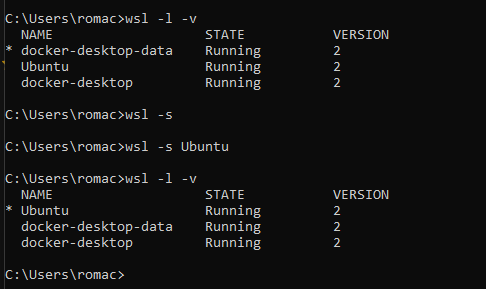 C:\Users\romac>wsl -l -v
  NAME                   STATE           VERSION
* docker-desktop-data    Running         2
  Ubuntu                 Running         2
  docker-desktop         Running         2
C:\Users\romac>wsl -s
C:\Users\romac>wsl -s Ubuntu
C:\Users\romac>wsl -l -v
  NAME                   STATE           VERSION
* Ubuntu                 Running         2
  docker-desktop-data    Running         2
  docker-desktop         Running         2
C:\Users\romac>